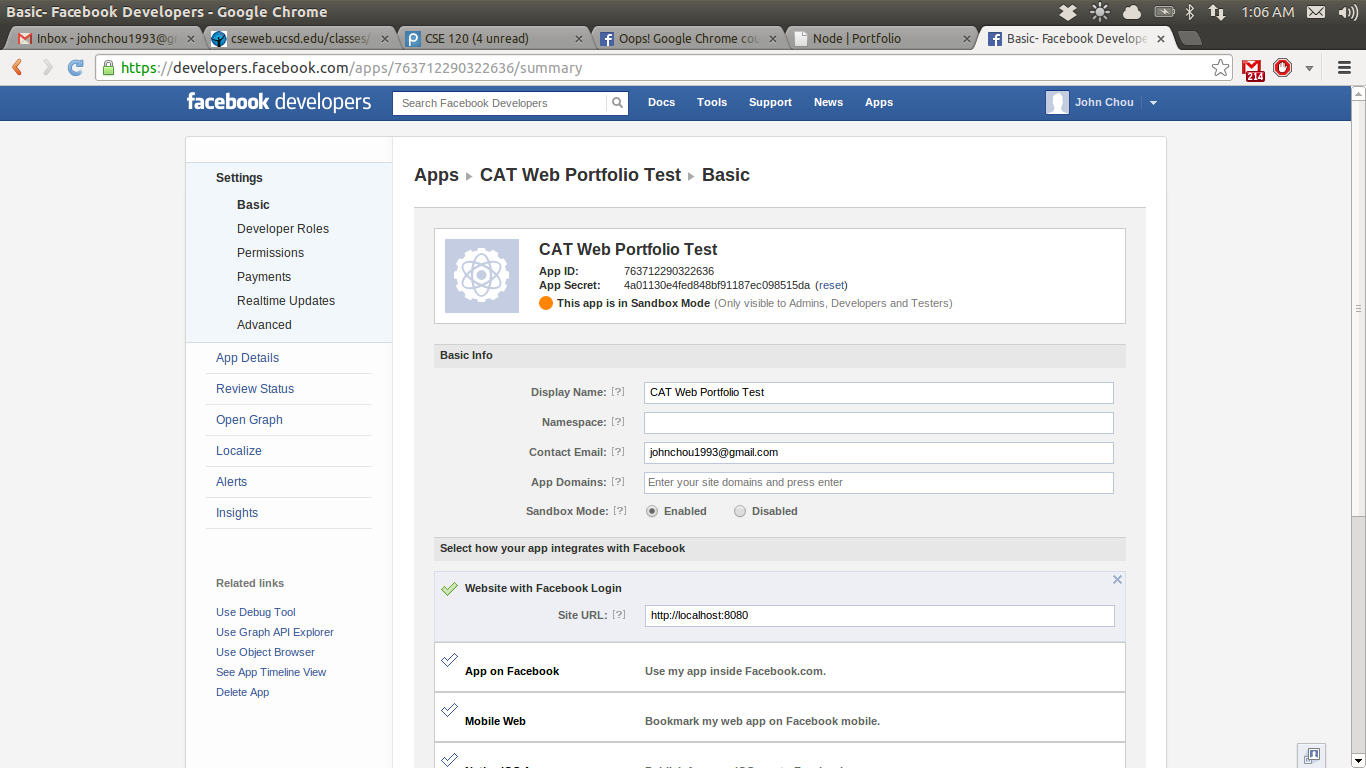 Basic- Facebook Developers - Google Chrome
1:06 AM
Inbox - johnchou1993@g
cseweb.ucsd.edu/classes/
CSE 120 (4 unread)
Oops! Google Chrome cou
Node | Portfolio
Basic- Facebook Develope
https://developers.facebook.com/apps/763712290322636/summary
214
facebook developers
Search Facebook Developers
Docs
Tools
Support
News
Apps
John Chou
Settings
Basic
Developer Roles
Permissions
Payments
Realtime Updates
Advanced
App Details
Review Status
Open Graph
Localize
Alerts
Insights
Related links
Use Debug Tool
Use Graph API Explorer
Use Object Browser
See App Timeline View
Delete App
Apps CAT Web Portfolio Test Basic
CAT Web Portfolio Test
App ID: 763712290322636
App Secret: 4a01130e4fed848bf91187ec098515da (reset)
This app is in Sandbox Mode (Only visible to Admins, Developers and Testers)
Basic Info
Display Name: [?] CAT Web Portfolio Test
Namespace: [?]
Contact Email: [?] johnchou1993@gmail.com
App Domains: [?] Enter your site domains and press enter
Sandbox Mode: [?] Enabled Disabled
Select how your app integrates with Facebook
Website with Facebook Login
Site URL: [?] http://localhost:8080
App on Facebook Use my app inside Facebook.com.
Mobile Web Bookmark my web app on Facebook mobile.